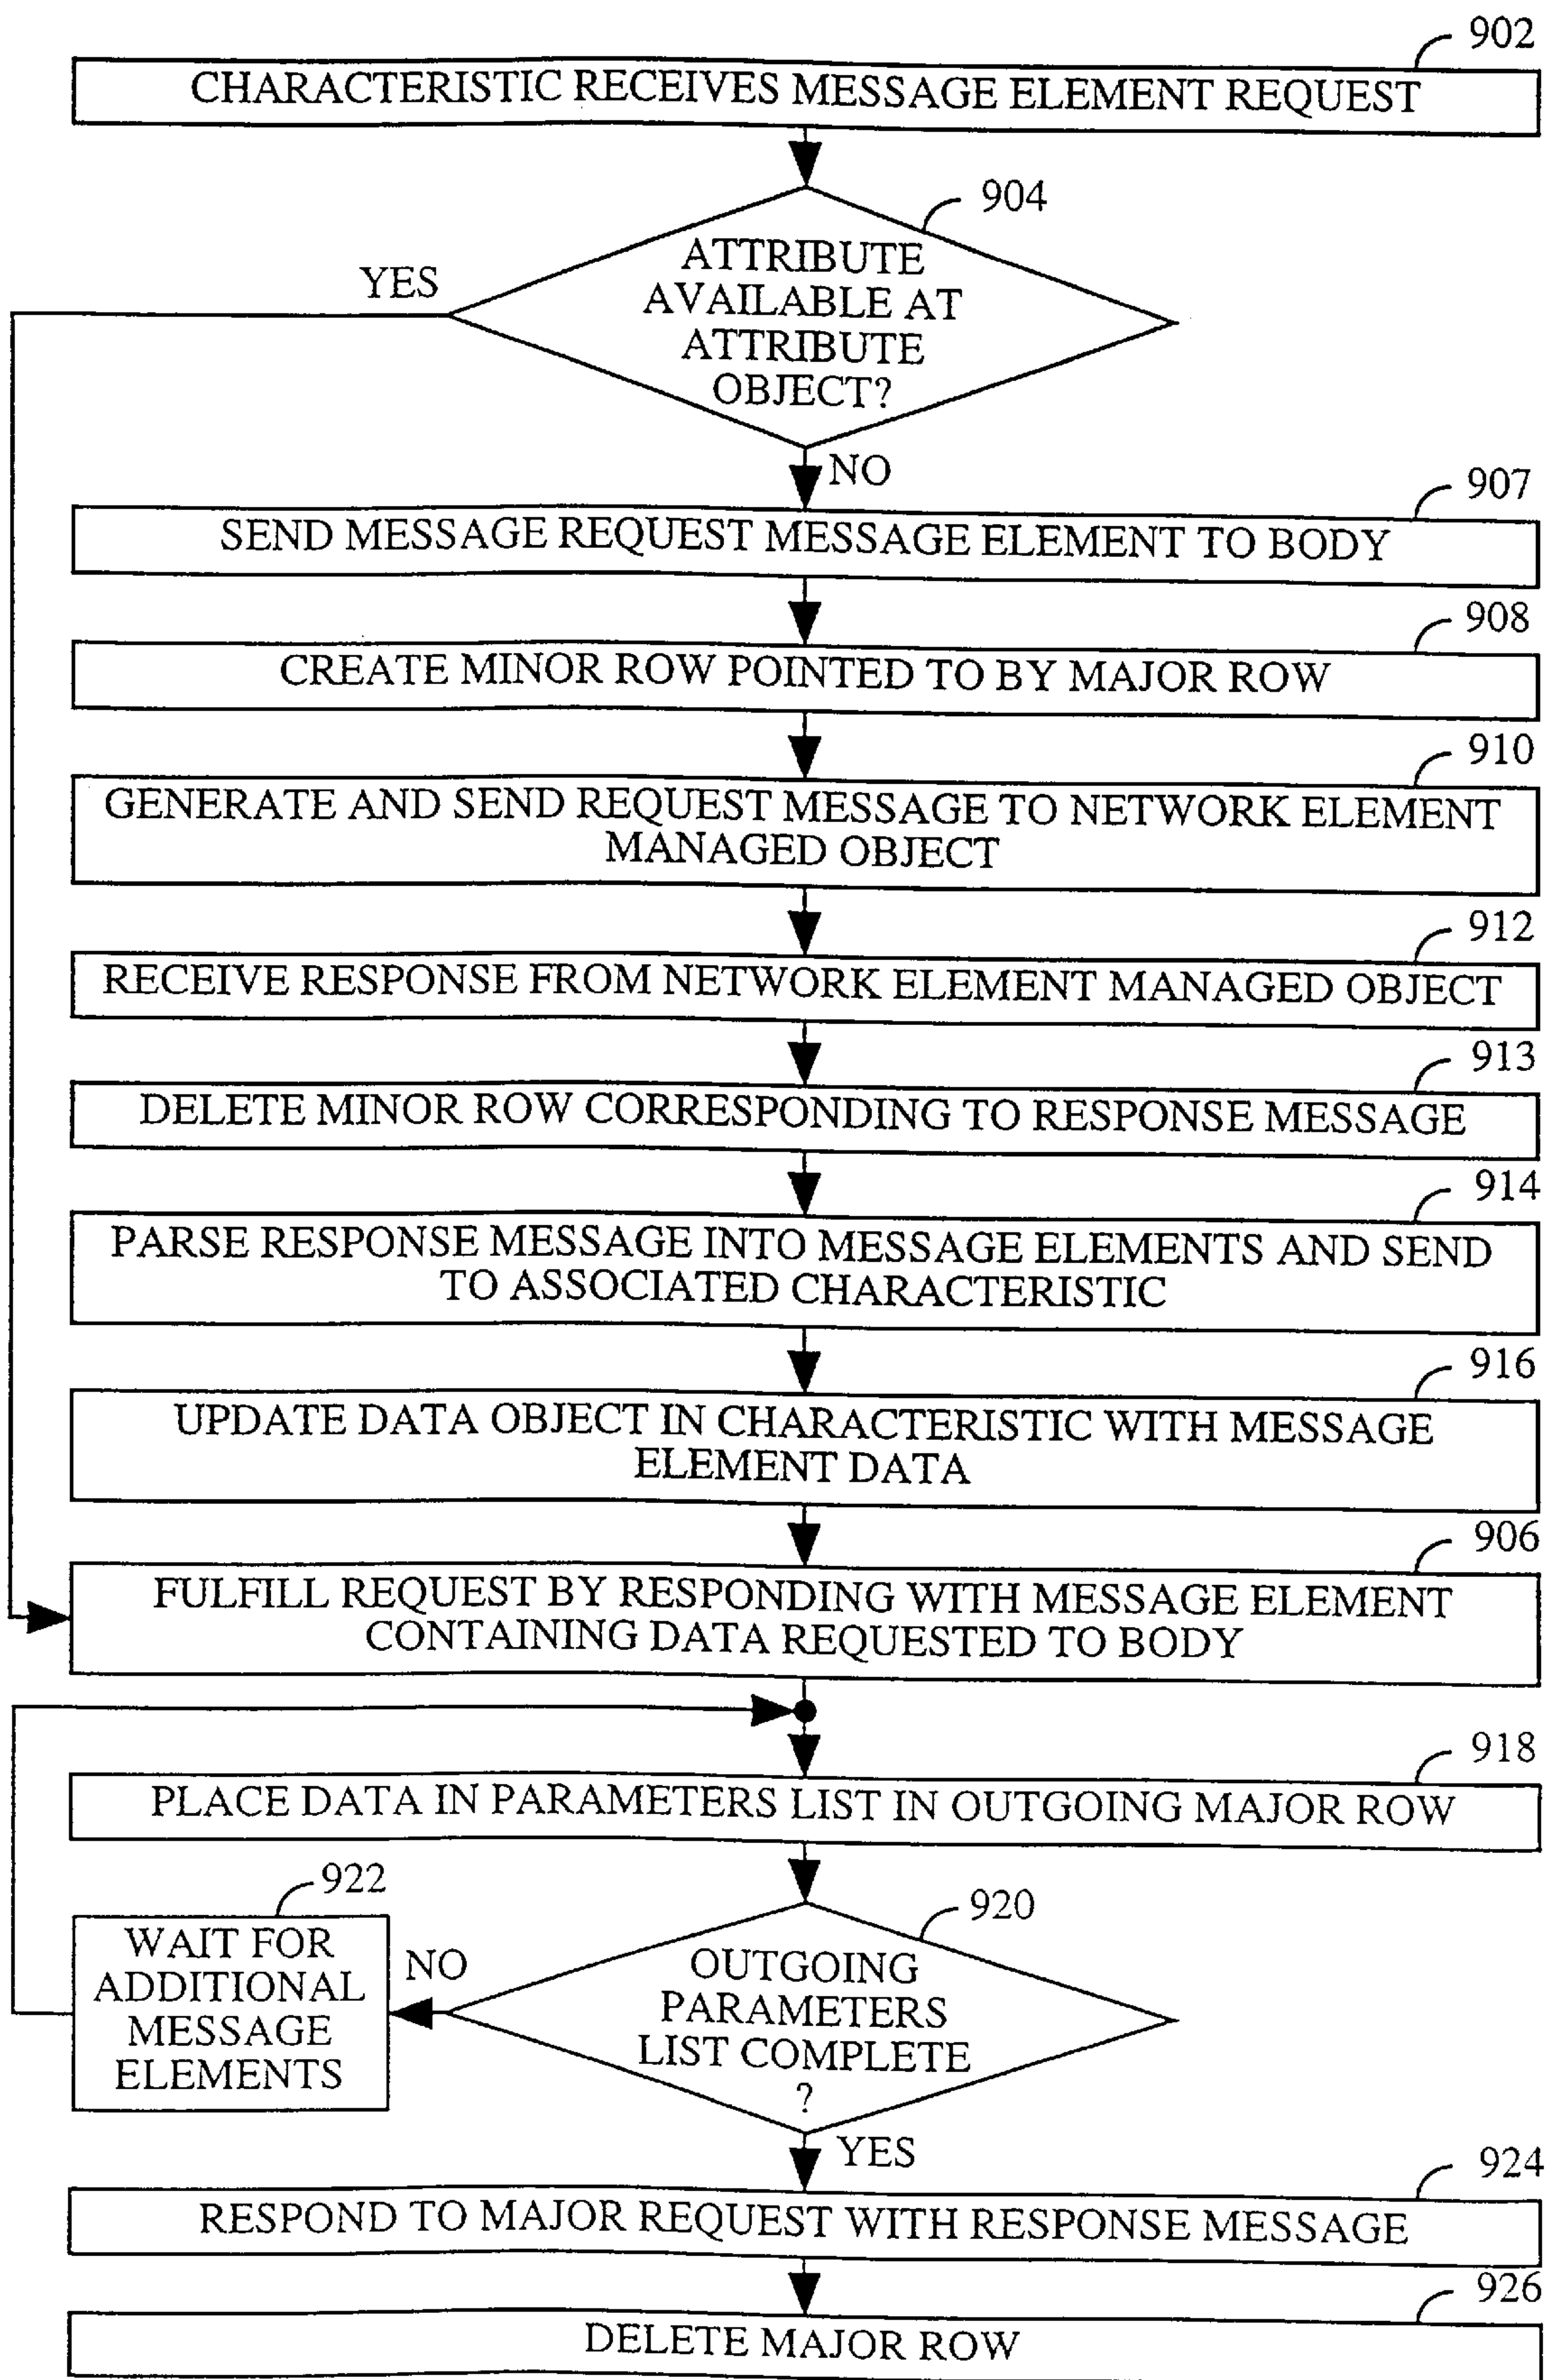 902
CHARACTERISTIC RECEIVES MESSAGE ELEMENT REQUEST
904
ATTRIBUTE
AVAILABLE AT
ATTRIBUTE
OBJECT?
YES
NO
907
SEND MESSAGE REQUEST MESSAGE ELEMENT TO BODY
908
CREATE MINOR ROW POINTED TO BY MAJOR ROW
910
GENERATE AND SEND REQUEST MESSAGE TO NETWORK ELEMENT
MANAGED OBJECT
912
RECEIVE RESPONSE FROM NETWORK ELEMENT MANAGED OBJECT
913
DELETE MINOR ROW CORRESPONDING TO RESPONSE MESSAGE
914
PARSE RESPONSE MESSAGE INTO MESSAGE ELEMENTS AND SEND
TO ASSOCIATED CHARACTERISTIC
916
UPDATE DATA OBJECT IN CHARACTERISTIC WITH MESSAGE
ELEMENT DATA
906
FULFILL REQUEST BY RESPONDING WITH MESSAGE ELEMENT
CONTAINING DATA REQUESTED TO BODY
918
PLACE DATA IN PARAMETERS LIST IN OUTGOING MAJOR ROW
922
WAIT FOR
ADDITIONAL
MESSAGE
ELEMENTS
NO
920
OUTGOING
PARAMETERS
LIST COMPLETE
?
YES
924
RESPOND TO MAJOR REQUEST WITH RESPONSE MESSAGE
926
DELETE MAJOR ROW